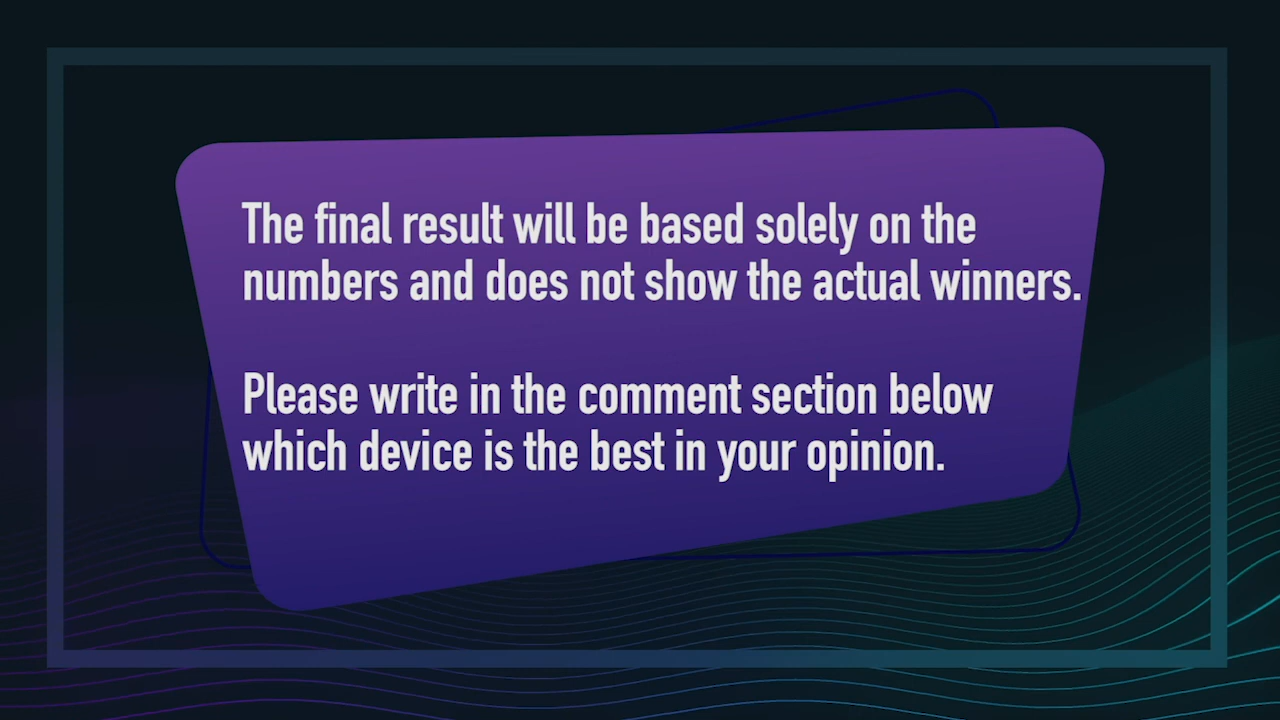 The final result will be based solely on the
numbers and does not show the actual winners.
Please write in the comment section below
which device is the best in your opinion.